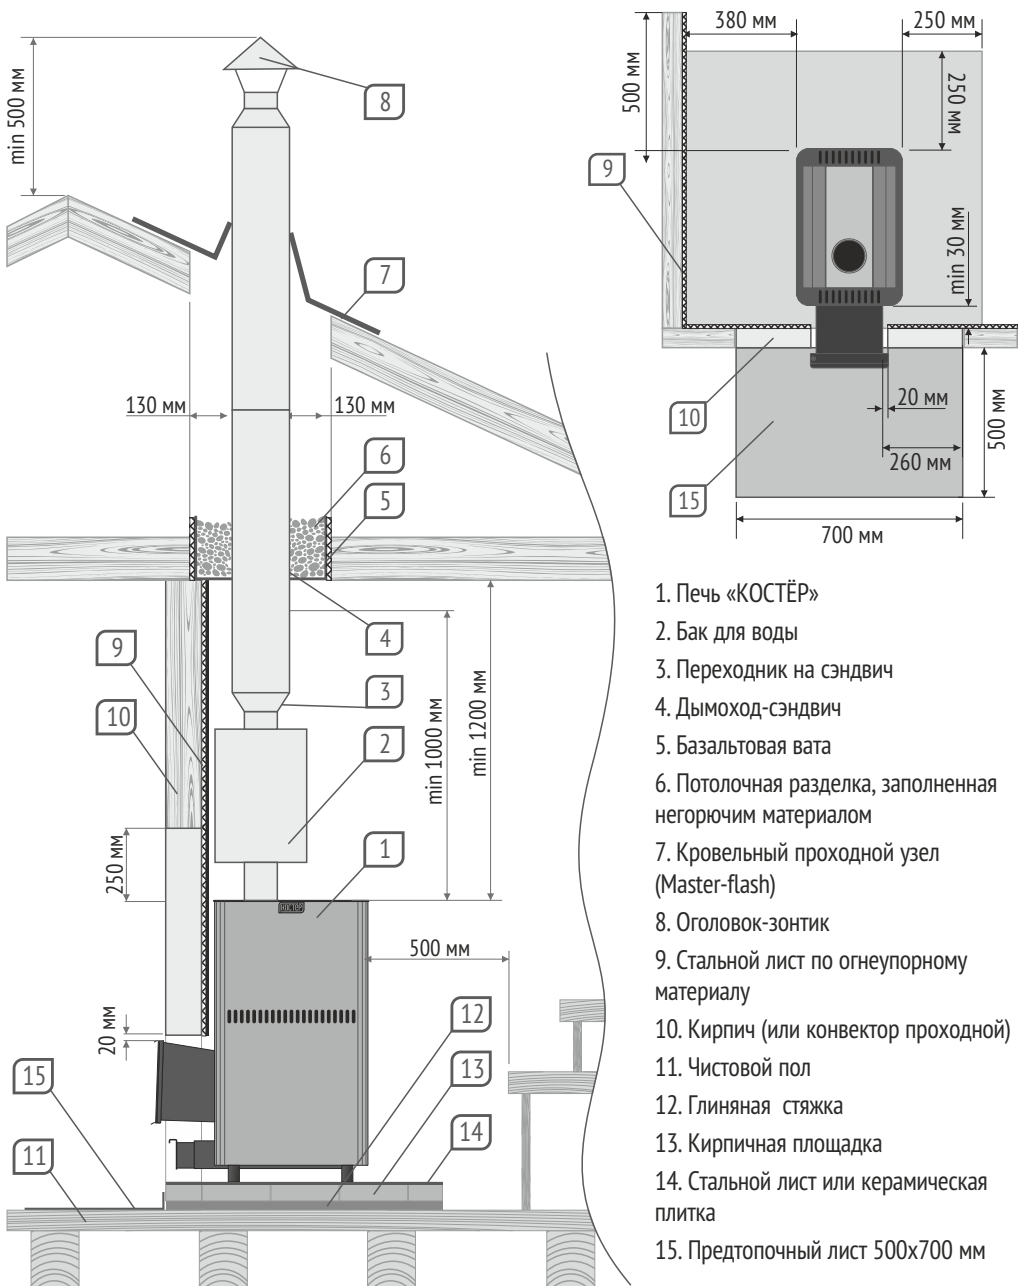 min 500 мм
8
7
130 мм
130 мм
6
5
4
9
3
10
min 1000 мм
min 1200 мм
2
250 мм
1
КОСТЁР
500 мм
20 мм
12
15
13
14
11
380 мм
250 мм
500 мм
250 мм
9
min 30 мм
10
20 мм
500 мм
260 мм
15
700 мм
1. Печь «КОСТЁР»
2. Бак для воды
3. Переходник на сэндвич
4. Дымоход-сэндвич
5. Базальтовая вата
6. Потолочная разделка, заполненная
негорючим материалом
7. Кровельный проходной узел
(Master-flash)
8. Оголовок-зонтик
9. Стальной лист по огнеупорному
материалу
10. Кирпич (или конвектор проходной)
11. Чистовой пол
12. Глиняная  стяжка
13. Кирпичная площадка
14. Стальной лист или керамическая
плитка
15. Предтопочный лист 500х700 мм